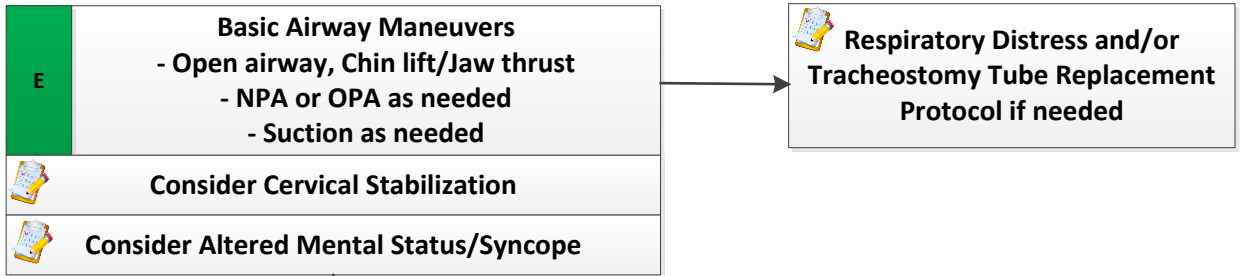 E
Basic Airway Maneuvers
- Open airway, Chin lift/Jaw thrust
- NPA or OPA as needed
- Suction as needed
Consider Cervical Stabilization
Consider Altered Mental Status/Syncope
Respiratory Distress and/or
Tracheostomy Tube Replacement
Protocol if needed